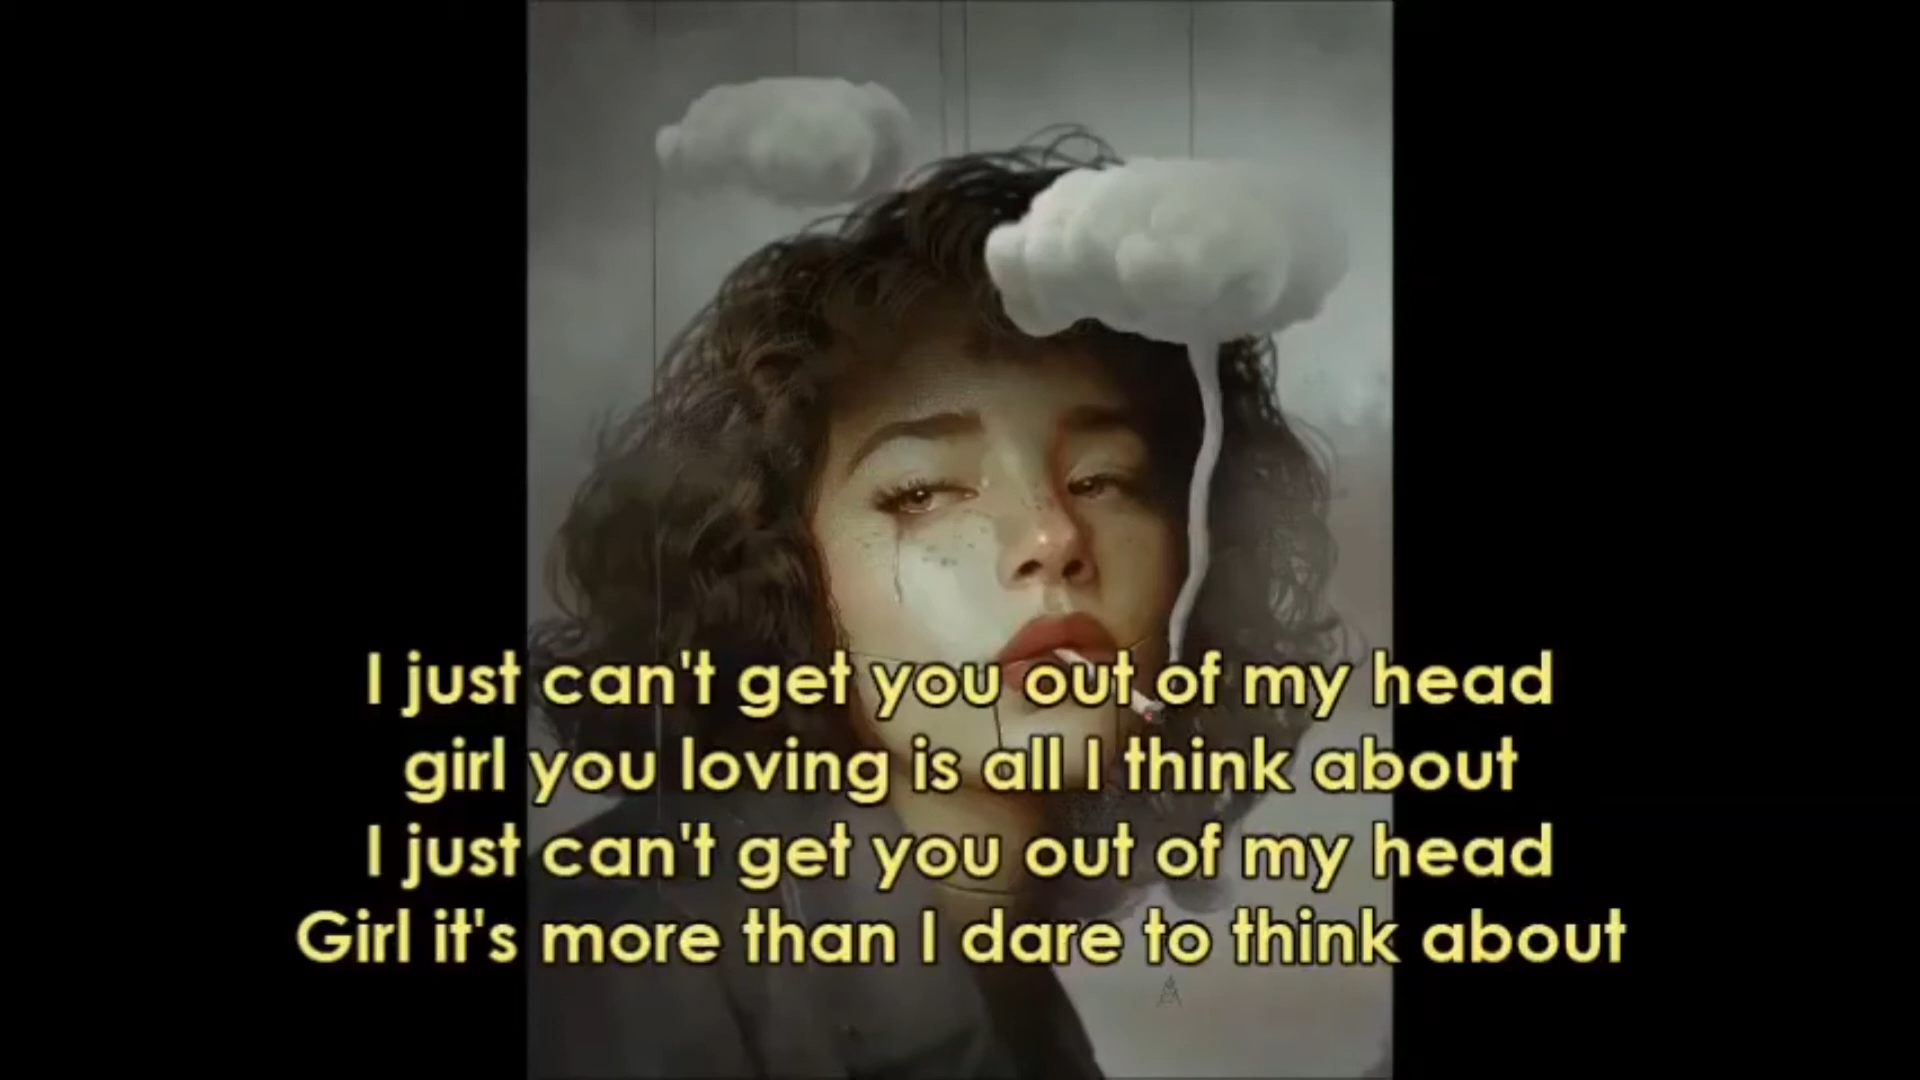 I just can't get you out of my head
girl you loving is all I think about
I just can't get you out of my head
Girl it's more than I dare to think about